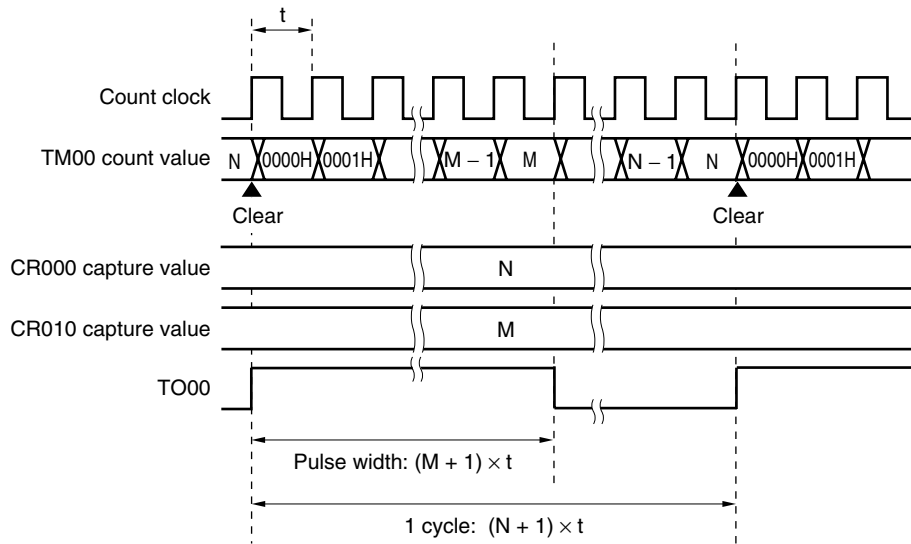 t
Count clock
TM00 count value N 0000H 0001H M – 1 M N – 1 N 0000H 0001H
Clear Clear
CR000 capture value N
CR010 capture value M
TO00
Pulse width: (M + 1) × t
1 cycle: (N + 1) × t